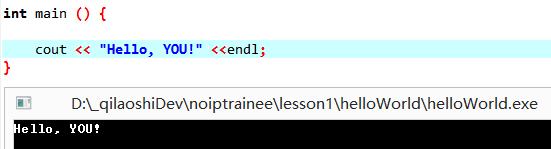 int main () {
cout << "Hello, YOU!" <<endl;
}
D:\_qilaoshiDev\noiptrainee\lesson1\helloWorld\helloWorld.exe
Hello, YOU!